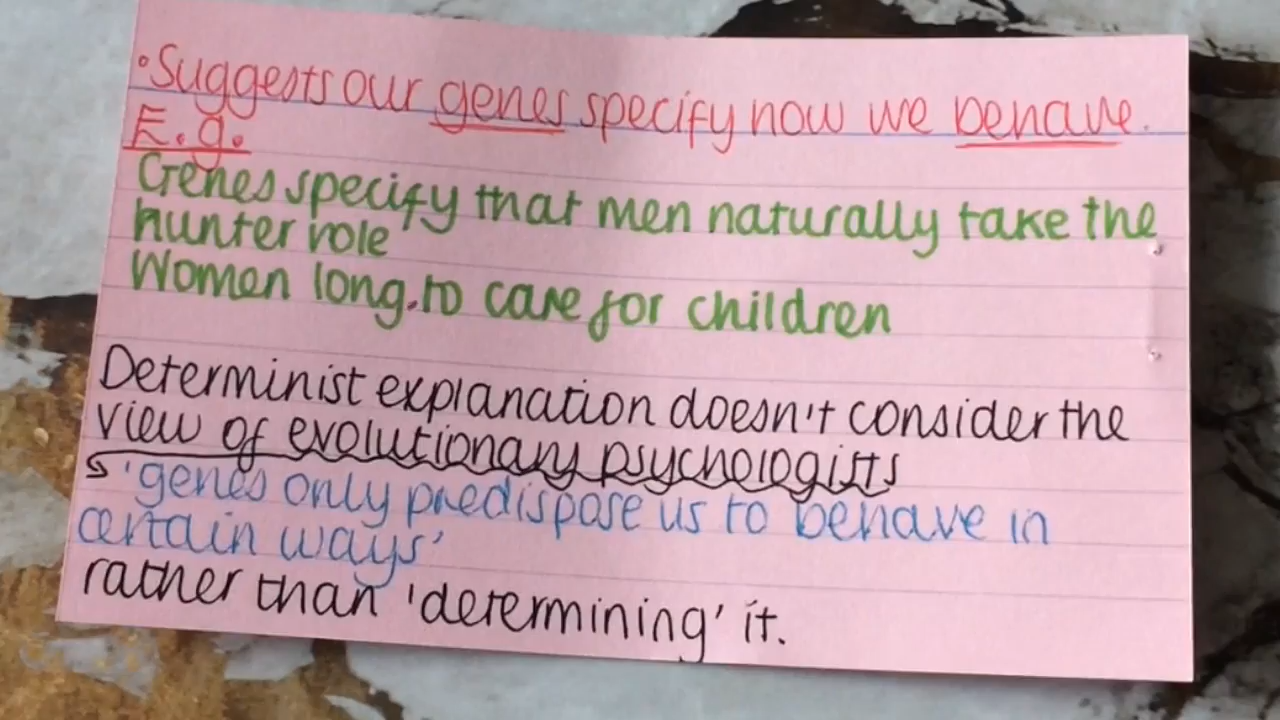 •Suggests our genes specify how we behave.
E.g.
Genes specify that men naturally take the
hunter role
Women long.to care for children
Determinist explanation doesn't consider the
view of evolutionary psychologists
↳ 'genes only predispose us to behave in
certain ways'
rather than 'determining' it.